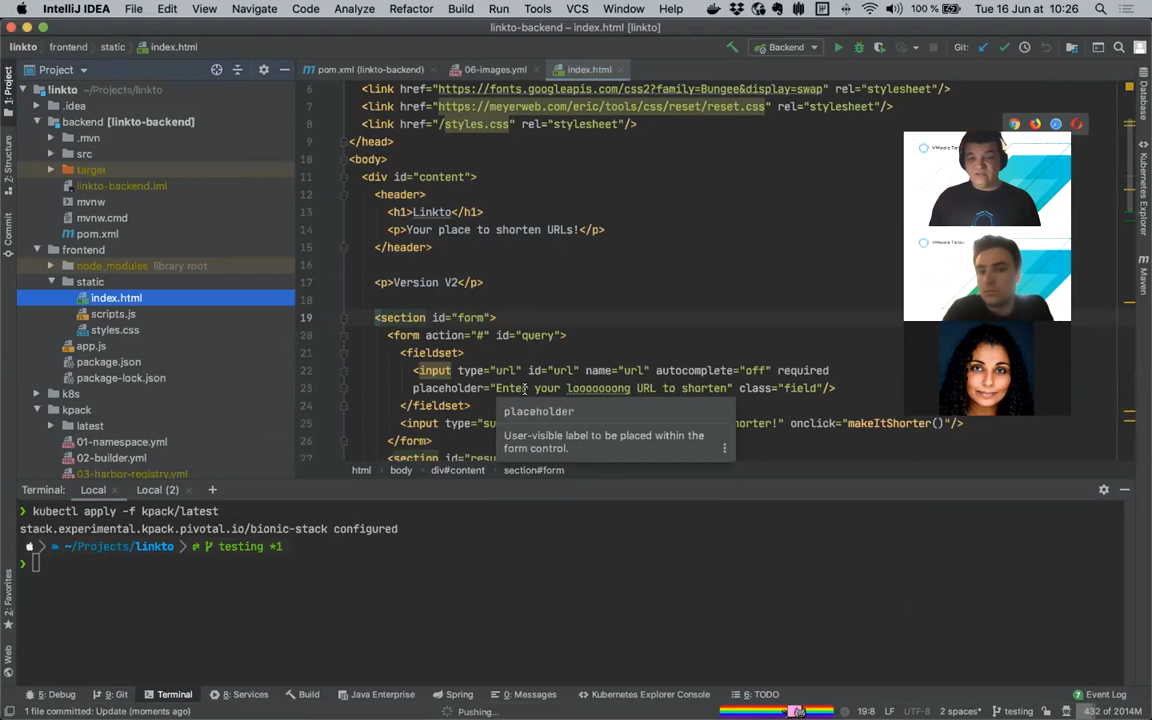 IntelliJ IDEA File Edit View Navigate Code Analyze Refactor Build Run Tools VCS Window Help 100 % Tue 16 Jun at 10:26
linkto-backend – index.html [linkto]
linkto frontend static index.html Backend Git:
Project pom.xml (linkto-backend) 06-images.yml index.html
linkto ~/Projects/linkto
.idea
backend [linkto-backend]
.mvn
src
target
linkto-backend.iml
mvnw
mvnw.cmd
pom.xml
frontend
node_modules library root
static
index.html
scripts.js
styles.css
app.js
package.json
package-lock.json
k8s
kpack
latest
01-namespace.yml
02-builder.yml
03-harbor-registry.yml
1: Project
7: Structure
Commit
2: Favorites
Web
6 <link href="https://fonts.googleapis.com/css2?family=Bungee&display=swap" rel="stylesheet"/>
7 <link href="https://meyerweb.com/eric/tools/css/reset/reset.css" rel="stylesheet"/>
8 <link href="/styles.css" rel="stylesheet"/>
9 </head>
10 <body>
11 <div id="content">
12 <header>
13 <h1>Linkto</h1>
14 <p>Your place to shorten URLs!</p>
15 </header>
16
17 <p>Version V2</p>
18
19 <section id="form">
20 <form action="#" id="query">
21 <fieldset>
22 <input type="url" id="url" name="url" autocomplete="off" required
23 placeholder="Enter your looooooong URL to shorten" class="field"/>
24 </fieldset>
25 <input type="su horter!" onclick="makeItShorter()"/>
26 </form>
placeholder
User-visible label to be placed within the
form control.
html body div#content section#form
Database
Kubernetes Explorer
Maven
Terminal: Local Local (2) +
❯ kubectl apply -f kpack/latest
stack.experimental.kpack.pivotal.io/bionic-stack configured
~/Projects/linkto testing *1
❯
5: Debug 9: Git Terminal 8: Services Build Java Enterprise Spring 0: Messages Kubernetes Explorer Console 6: TODO 7 Event Log
1 file committed: Update (moments ago) Pushing... 19:8 LF UTF-8 2 spaces* testing 432 of 2014M